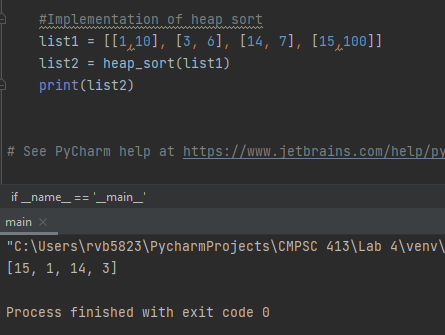 #Implementation of heap sort
list1 = [[1,10], [3, 6], [14, 7], [15,100]]
list2 = heap_sort(list1)
print(list2)
# See PyCharm help at https://www.jetbrains.com/help/py
if __name__ == '__main__'
main ×
"C:\Users\rvb5823\PycharmProjects\CMPSC 413\Lab 4\venv\
[15, 1, 14, 3]
Process finished with exit code 0